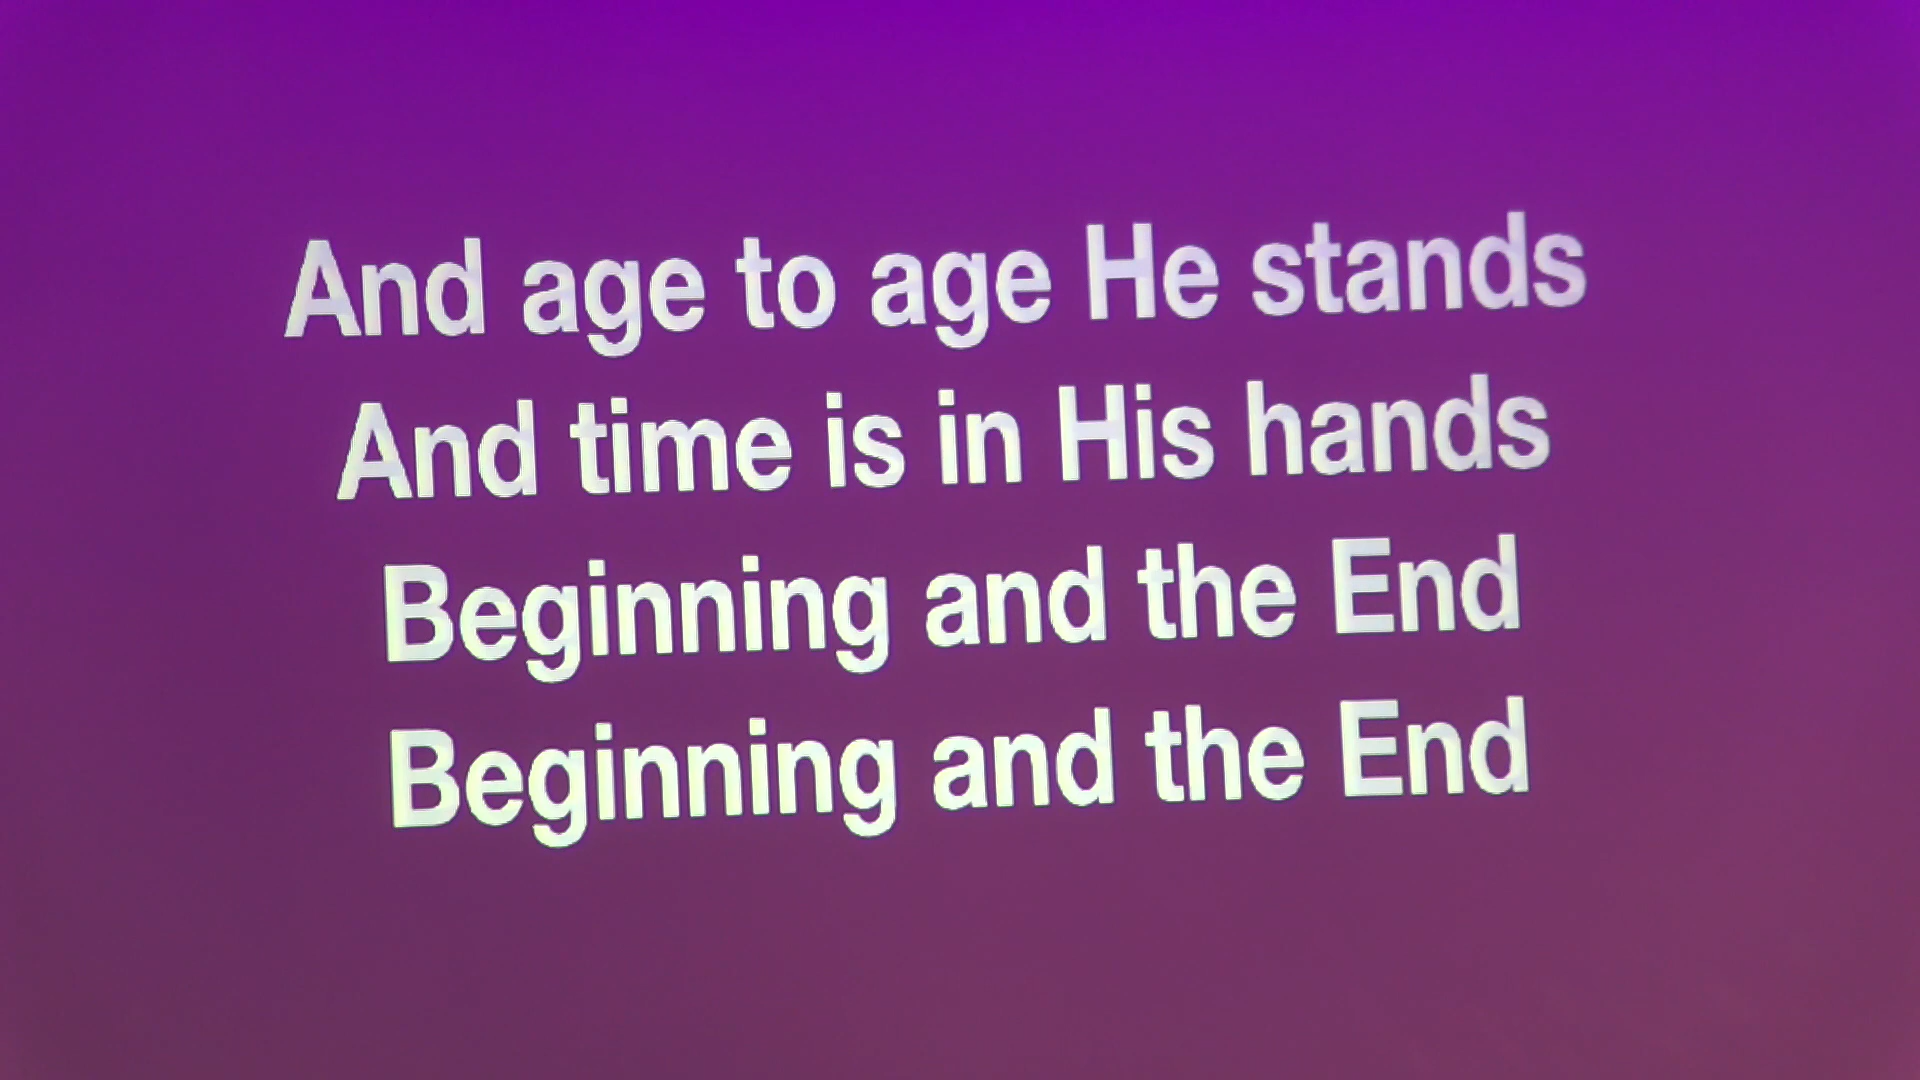 And age to age He stands
And time is in His hands
Beginning and the End
Beginning and the End